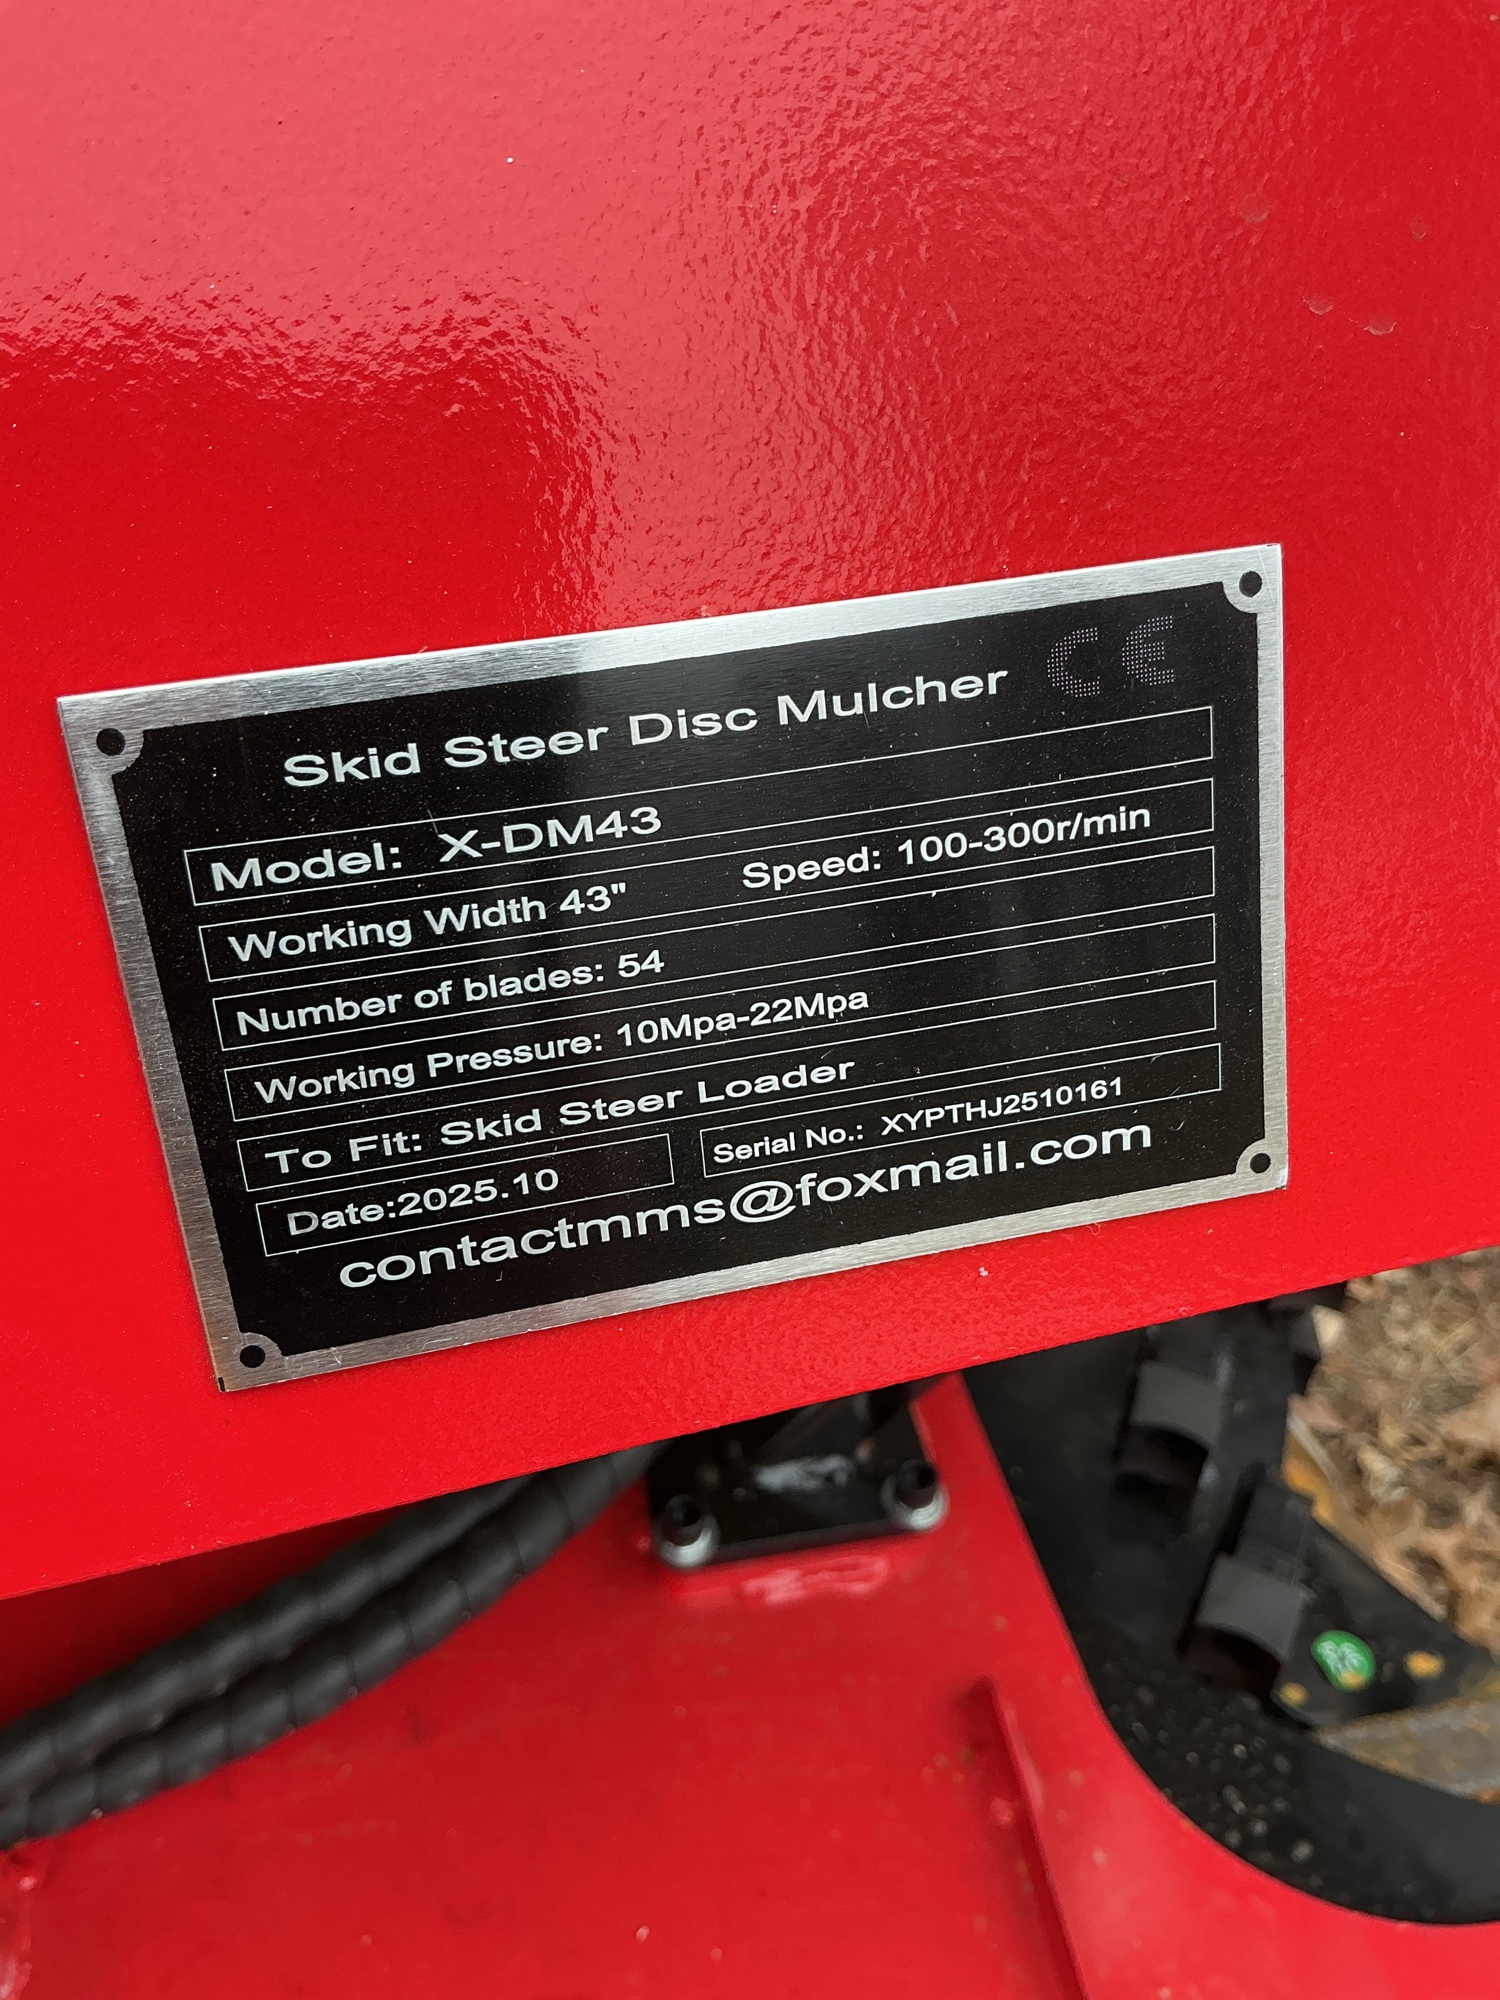 Skid Steer Disc Mulcher CE
Model: X-DM43
Working Width 43" Speed: 100-300r/min
Number of blades: 54
Working Pressure: 10Mpa-22Mpa
To Fit: Skid Steer Loader
Date:2025.10 Serial No.: XYPTHJ2510161
contactmms@foxmail.com